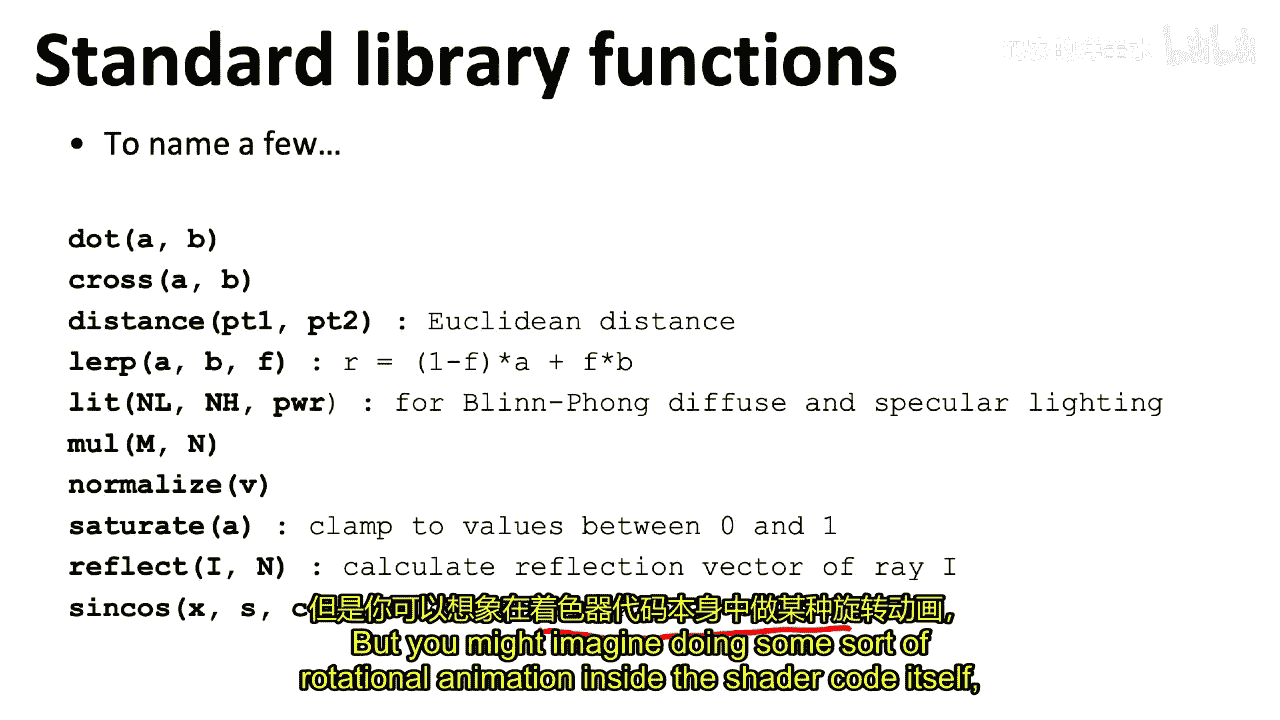 Standard library functions
• To name a few…
dot(a, b)
cross(a, b)
distance(pt1, pt2) : Euclidean distance
lerp(a, b, f) : r = (1-f)*a + f*b
lit(NL, NH, pwr) : for Blinn-Phong diffuse and specular lighting
mul(M, N)
normalize(v)
saturate(a) : clamp to values between 0 and 1
reflect(I, N) : calculate reflection vector of ray I
sincos(x, s, c
但是你可以想象在着色器代码本身中做某种旋转动画，
But you might imagine doing some sort of
rotational animation inside the shader code itself,